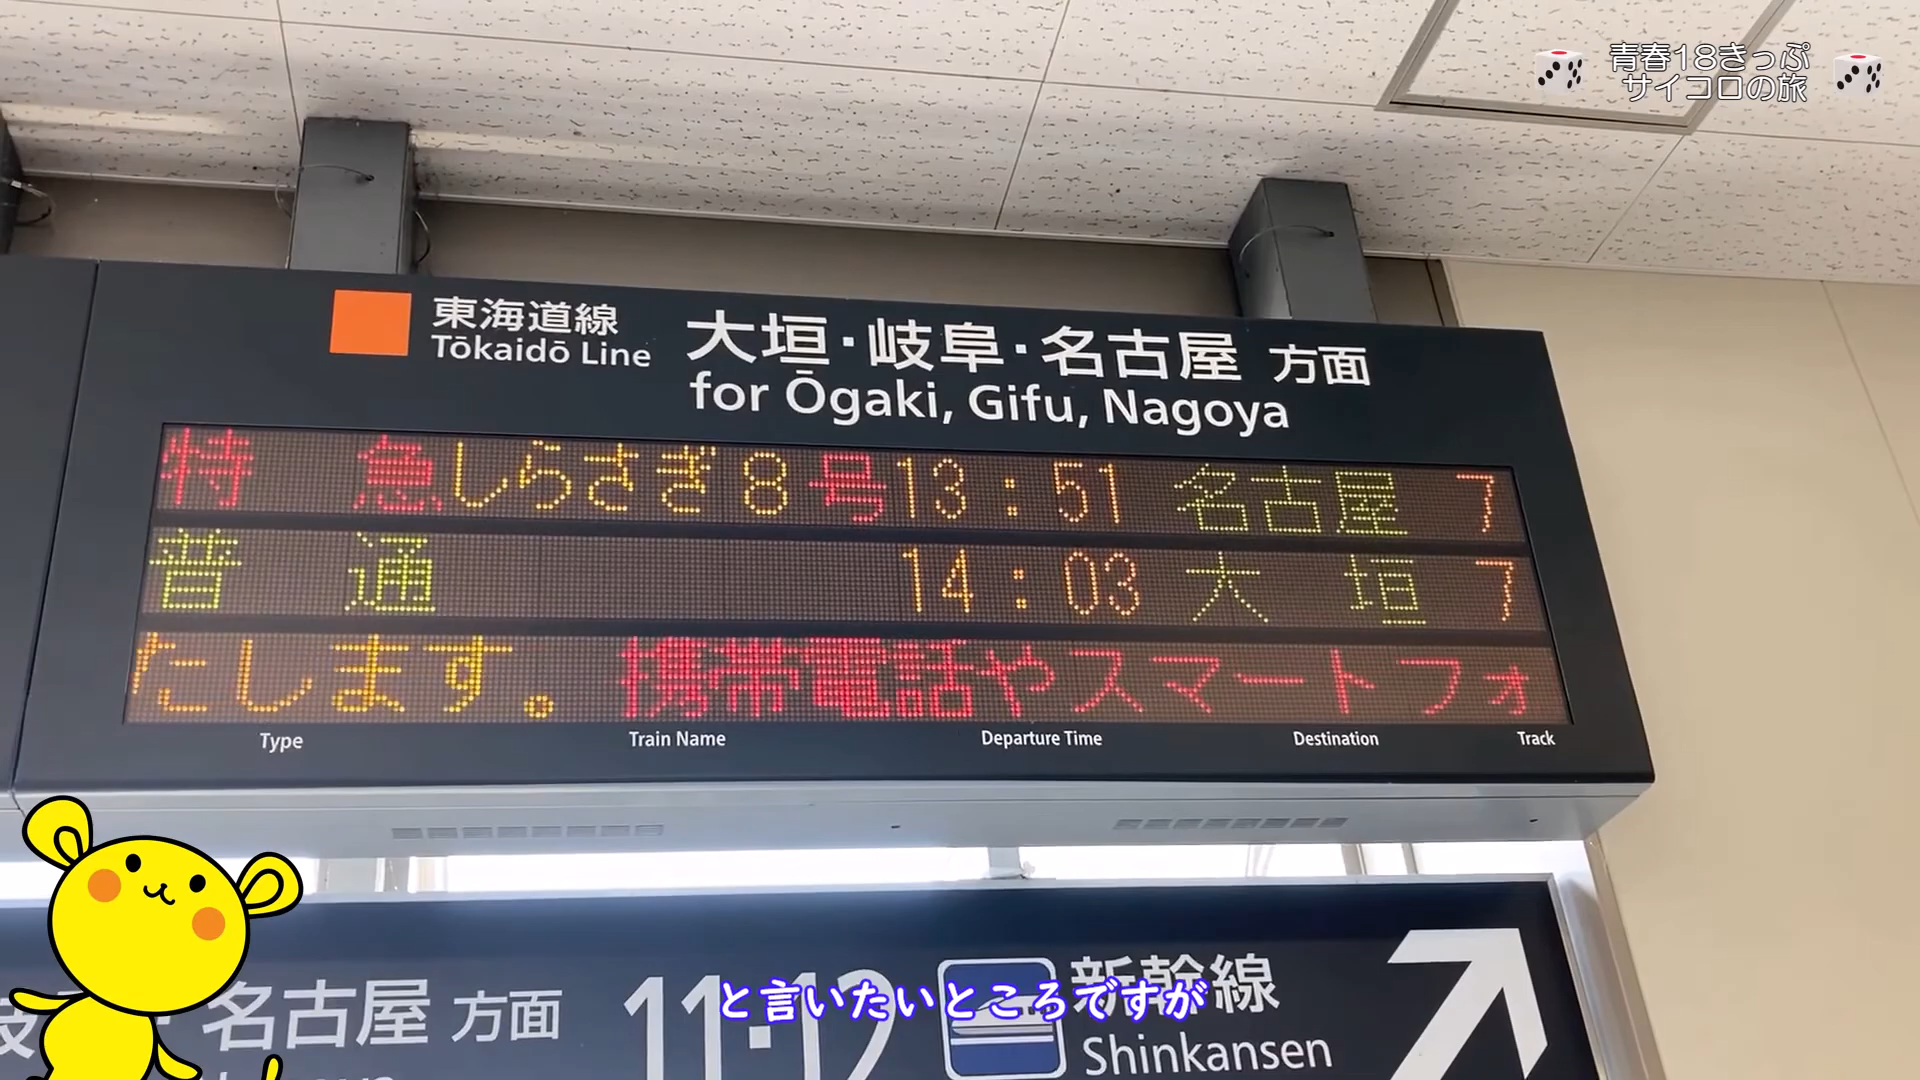 青春18きっぷ
サイコロの旅
東海道線
Tōkaidō Line
大垣・岐阜・名古屋 方面
for Ōgaki, Gifu, Nagoya
特 急 しらさぎ8号 13:51 名古屋 7
普 通 14:03 大 垣 7
たします。 携帯電話やスマートフォ
Type Train Name Departure Time Destination Track
名古屋 方面
11・12 新幹線
Shinkansen
と言いたいところですが